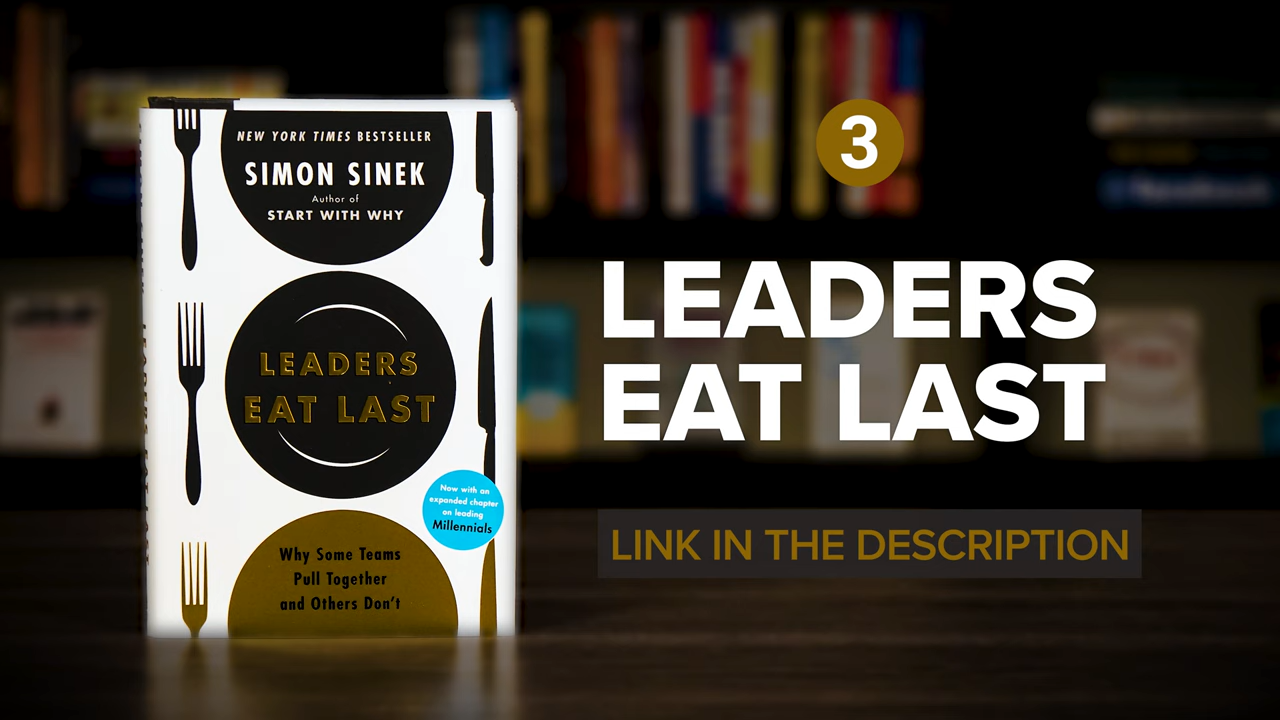 NEW YORK TIMES BESTSELLER
SIMON SINEK
Author of
START WITH WHY
LEADERS
EAT LAST
Now with an
expanded chapter
on leading
Millennials
Why Some Teams
Pull Together
and Others Don't
3
LEADERS
EAT LAST
LINK IN THE DESCRIPTION